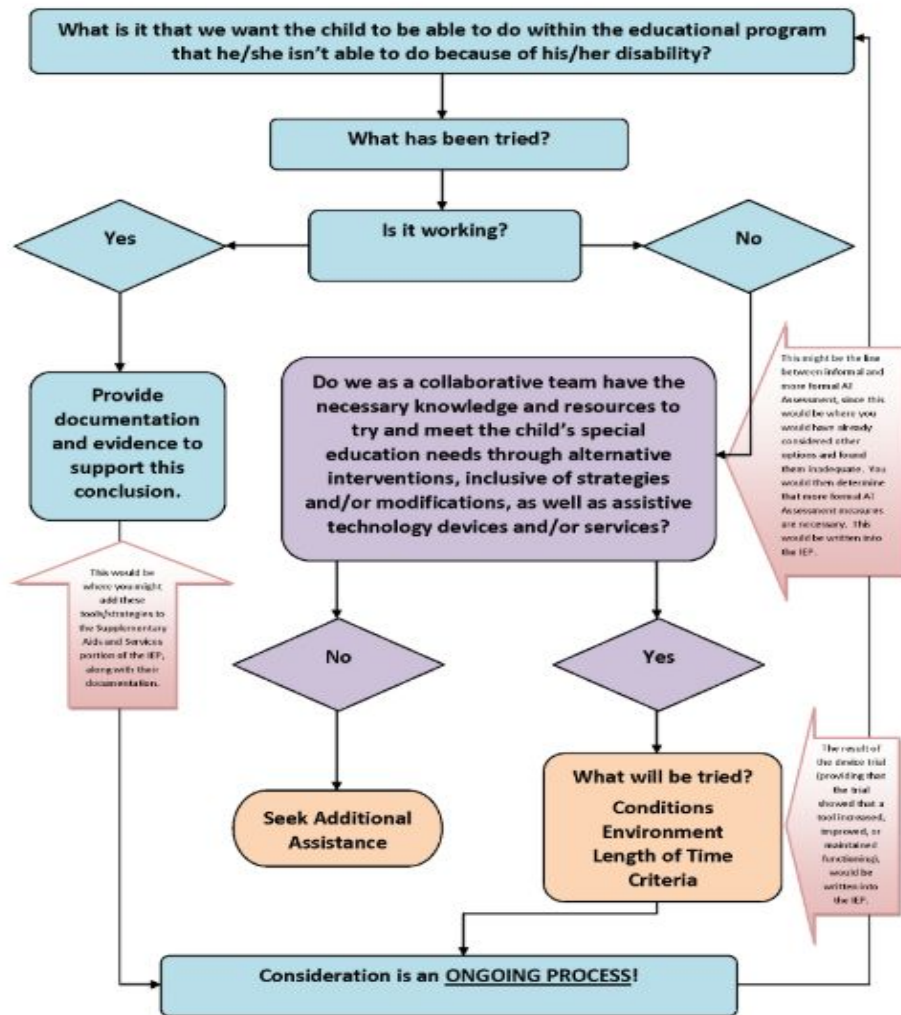 What is it that we want the child to be able to do within the educational program
that he/she isn't able to do because of his/her disability?
What has been tried?
Is it working?
Yes
No
Provide
documentation
and evidence to
support this
conclusion.
Do we as a collaborative team have the
necessary knowledge and resources to
try and meet the child's special
education needs through alternative
interventions, inclusive of strategies
and/or modifications, as well as assistive
technology devices and/or services?
This might be the line
between informal and
more formal AT
Assessment, since this
would be where you
would have already
considered other
options and found
them inadequate. You
would then determine
that more formal AT
Assessment measures
are necessary. This
would be written into
the IEP.
This would be
where you might
add these
tools/strategies to
the Supplementary
Aids and Services
portion of the IEP,
along with their
documentation.
No
Yes
Seek Additional
Assistance
What will be tried?
Conditions
Environment
Length of Time
Criteria
The result of
the device trial
(providing that
the trial
showed that a
tool increased,
improved, or
maintained
functioning),
would be
written into
the IEP.
Consideration is an ONGOING PROCESS!